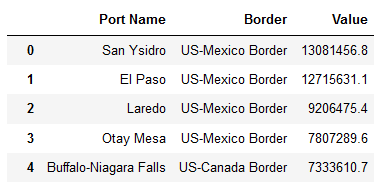 Port Name Border Value
0 San Ysidro US-Mexico Border 13081456.8
1 El Paso US-Mexico Border 12715631.1
2 Laredo US-Mexico Border 9206475.4
3 Otay Mesa US-Mexico Border 7807289.6
4 Buffalo-Niagara Falls US-Canada Border 7333610.7